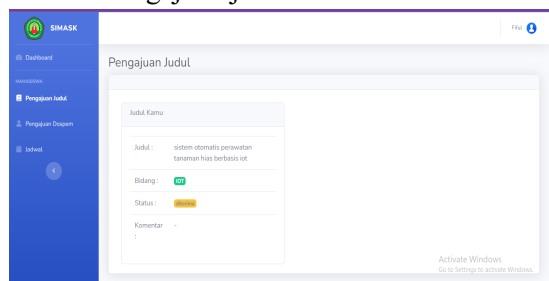 SIMASK
Fifui
Dashboard
Pengajuan Judul
MAHASISWA
Pengajuan Judul
Pengajuan Dospem
Jadwal
Judul Kamu
Judul : sistem otomatis perawatan
tanaman hias berbasis iot
Bidang : IOT
Status : diterima
Komentar -
:
Activate Windows
Go to Settings to activate Windows.